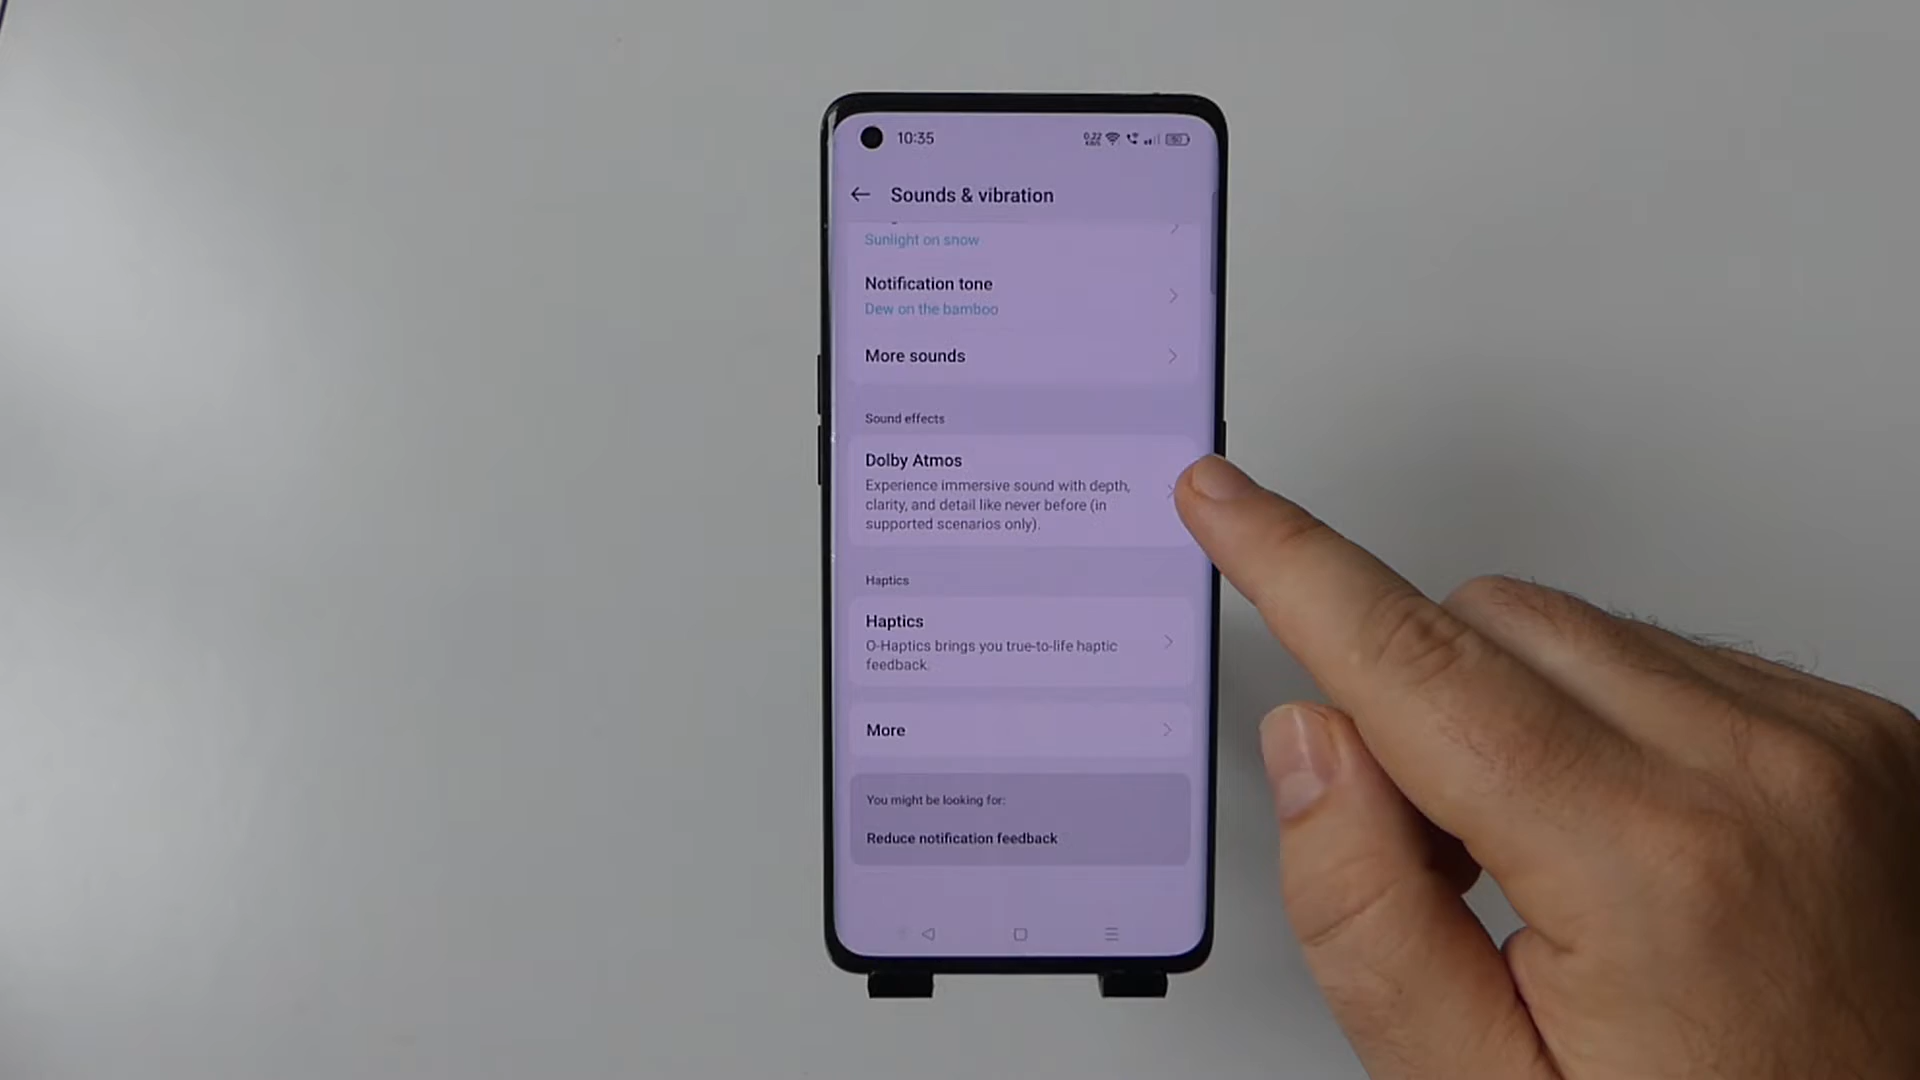 10:35
0.22
Sounds & vibration
Sunlight on snow
Notification tone
Dew on the bamboo
More sounds
Sound effects
Dolby Atmos
Experience immersive sound with depth,
clarity, and detail like never before (in
supported scenarios only).
Haptics
Haptics
O-Haptics brings you true-to-life haptic
feedback.
More
You might be looking for:
Reduce notification feedback